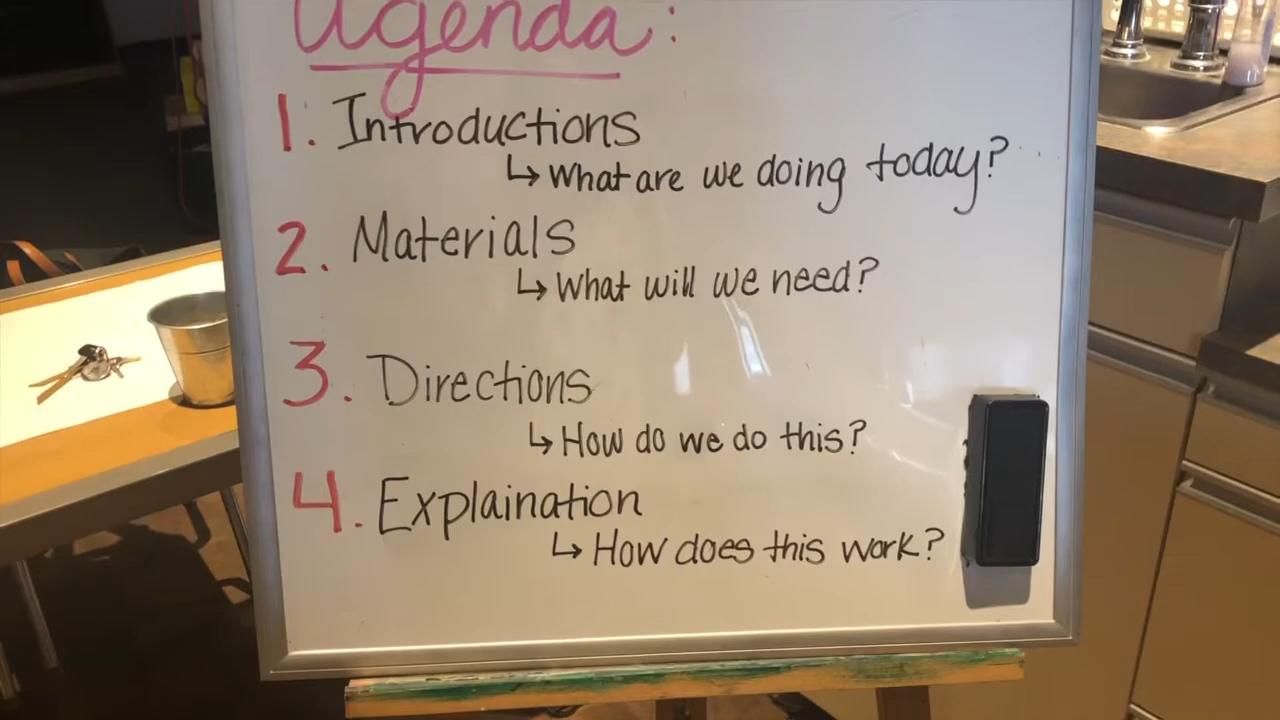 Agenda:
1. Introductions
↳ What are we doing today?
2. Materials
↳ What will we need?
3. Directions
↳ How do we do this?
4. Explaination
↳ How does this work?